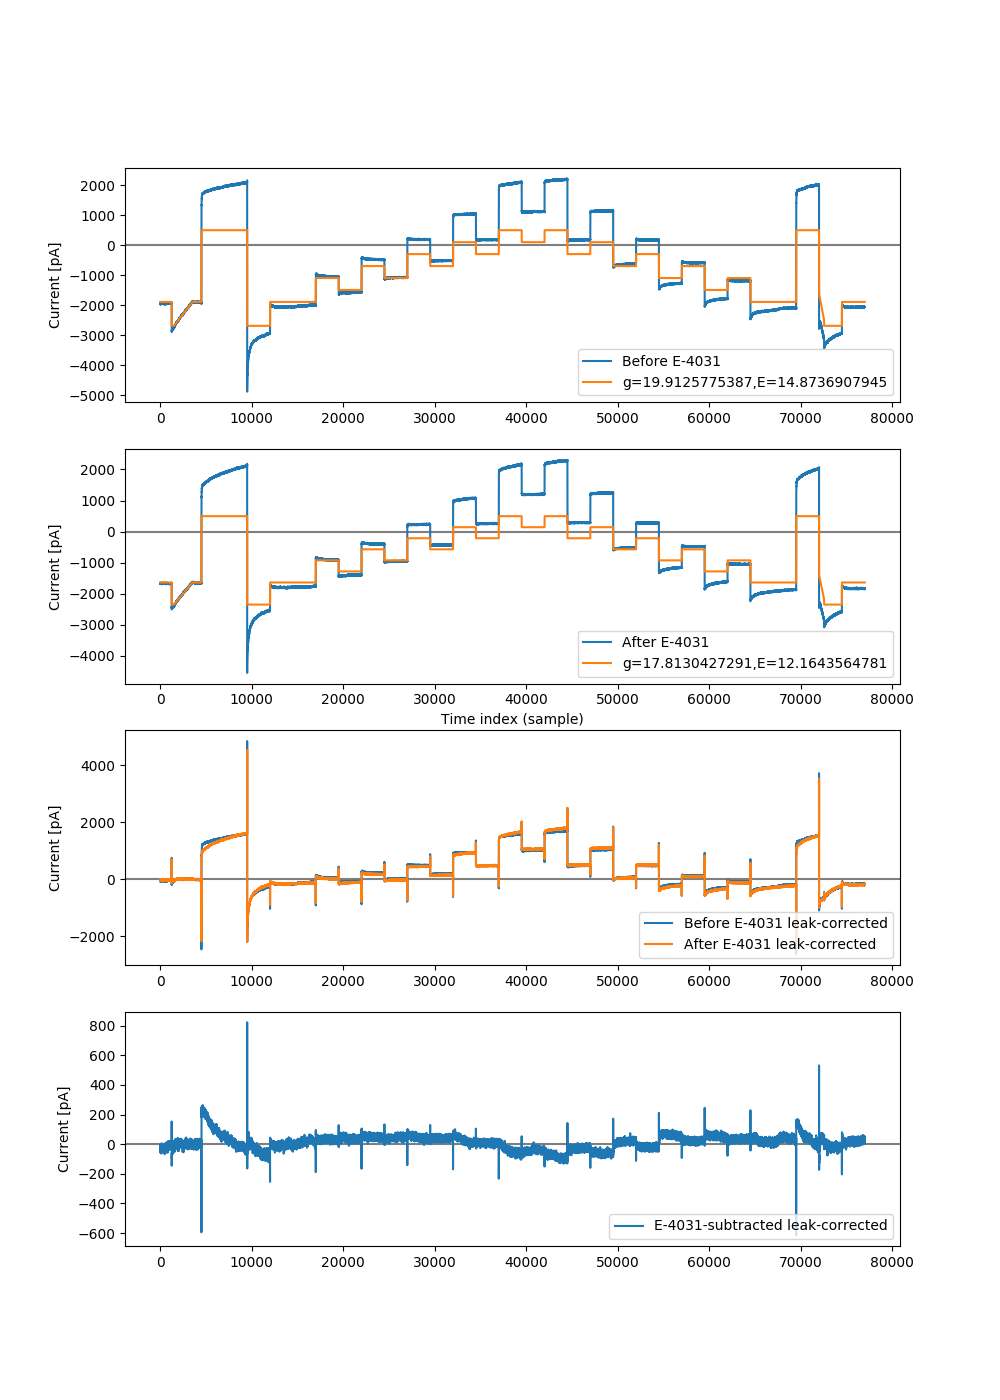 2000
1000
0
−1000
−2000
−3000
−4000
−5000
Current [pA]
Before E-4031
g=19.9125775387,E=14.8736907945
0 10000 20000 30000 40000 50000 60000 70000 80000
2000
1000
0
−1000
−2000
−3000
−4000
Current [pA]
After E-4031
g=17.8130427291,E=12.1643564781
0 10000 20000 30000 40000 50000 60000 70000 80000
Time index (sample)
4000
2000
0
−2000
Current [pA]
Before E-4031 leak-corrected
After E-4031 leak-corrected
0 10000 20000 30000 40000 50000 60000 70000 80000
800
600
400
200
0
−200
−400
−600
Current [pA]
E-4031-subtracted leak-corrected
0 10000 20000 30000 40000 50000 60000 70000 80000